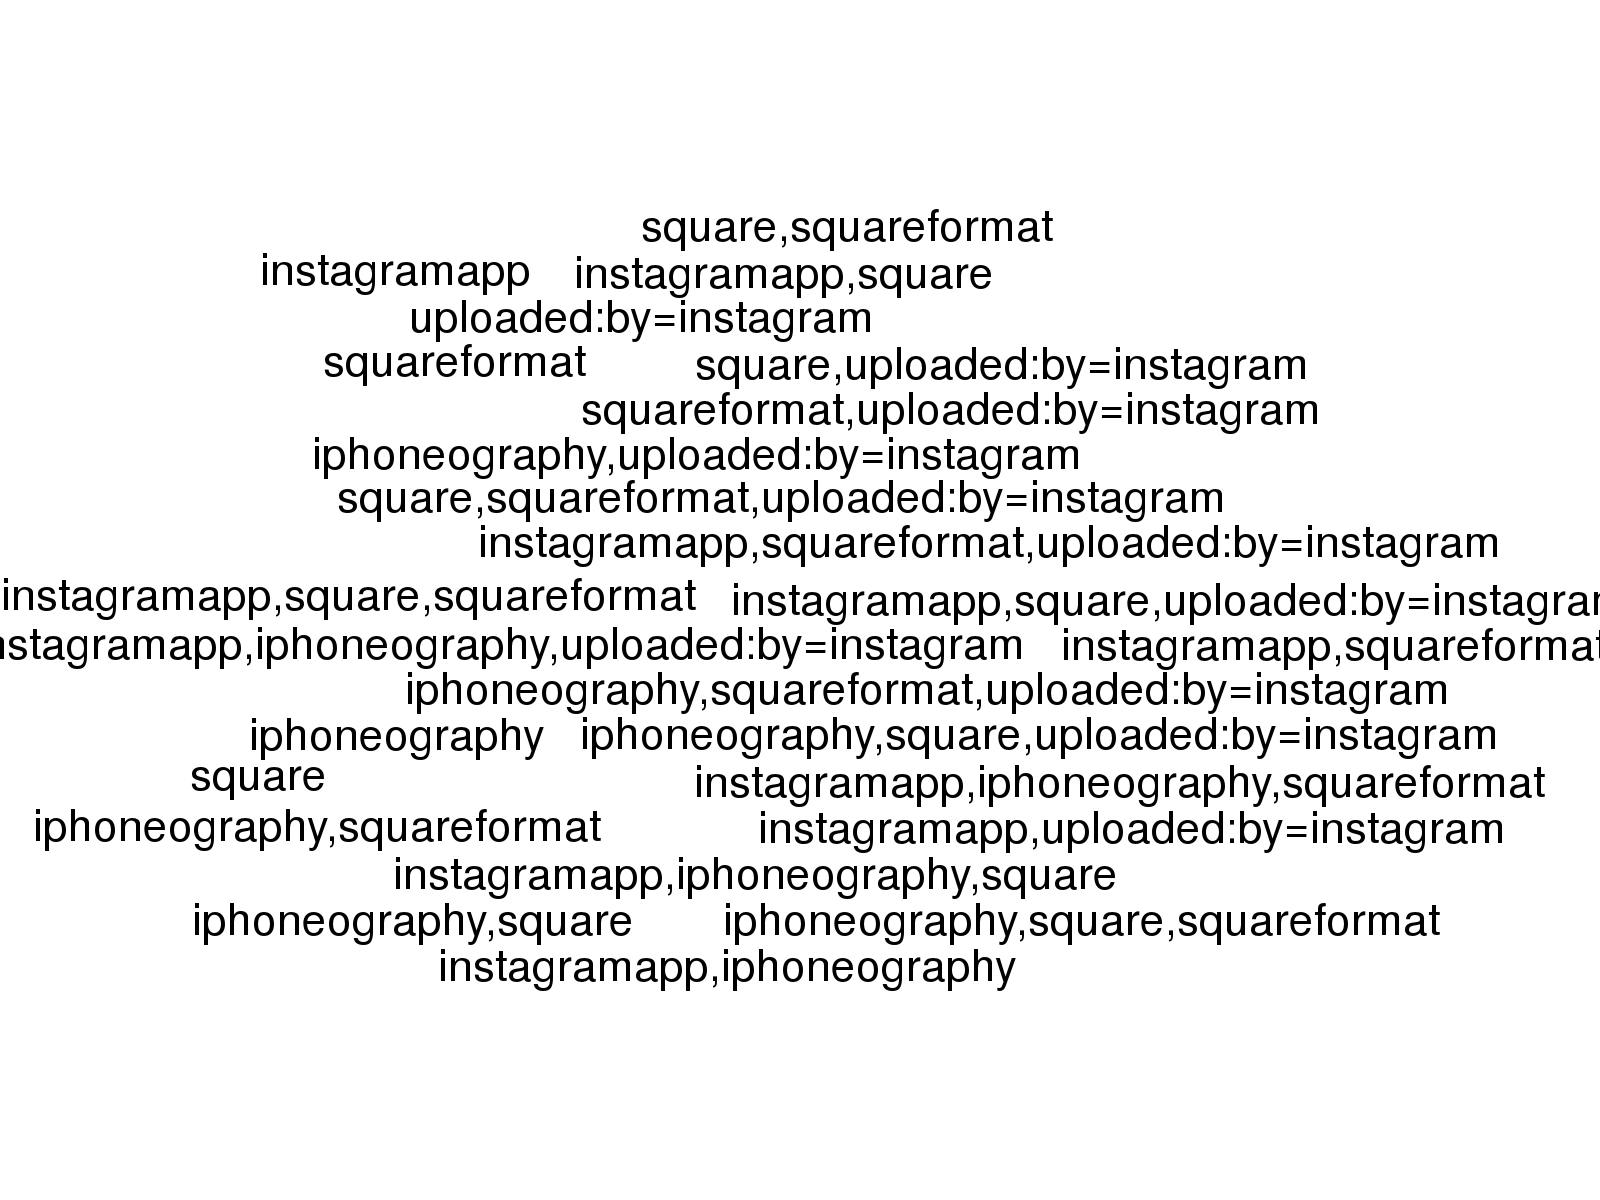 square,squareformat
instagramapp instagramapp,square
uploaded:by=instagram
squareformat square,uploaded:by=instagram
squareformat,uploaded:by=instagram
iphoneography,uploaded:by=instagram
square,squareformat,uploaded:by=instagram
instagramapp,squareformat,uploaded:by=instagram
instagramapp,square,squareformat instagramapp,square,uploaded:by=instagra
nstagramapp,iphoneography,uploaded:by=instagram instagramapp,squareformat
iphoneography,squareformat,uploaded:by=instagram
iphoneography iphoneography,square,uploaded:by=instagram
square instagramapp,iphoneography,squareformat
iphoneography,squareformat instagramapp,uploaded:by=instagram
instagramapp,iphoneography,square
iphoneography,square iphoneography,square,squareformat
instagramapp,iphoneography